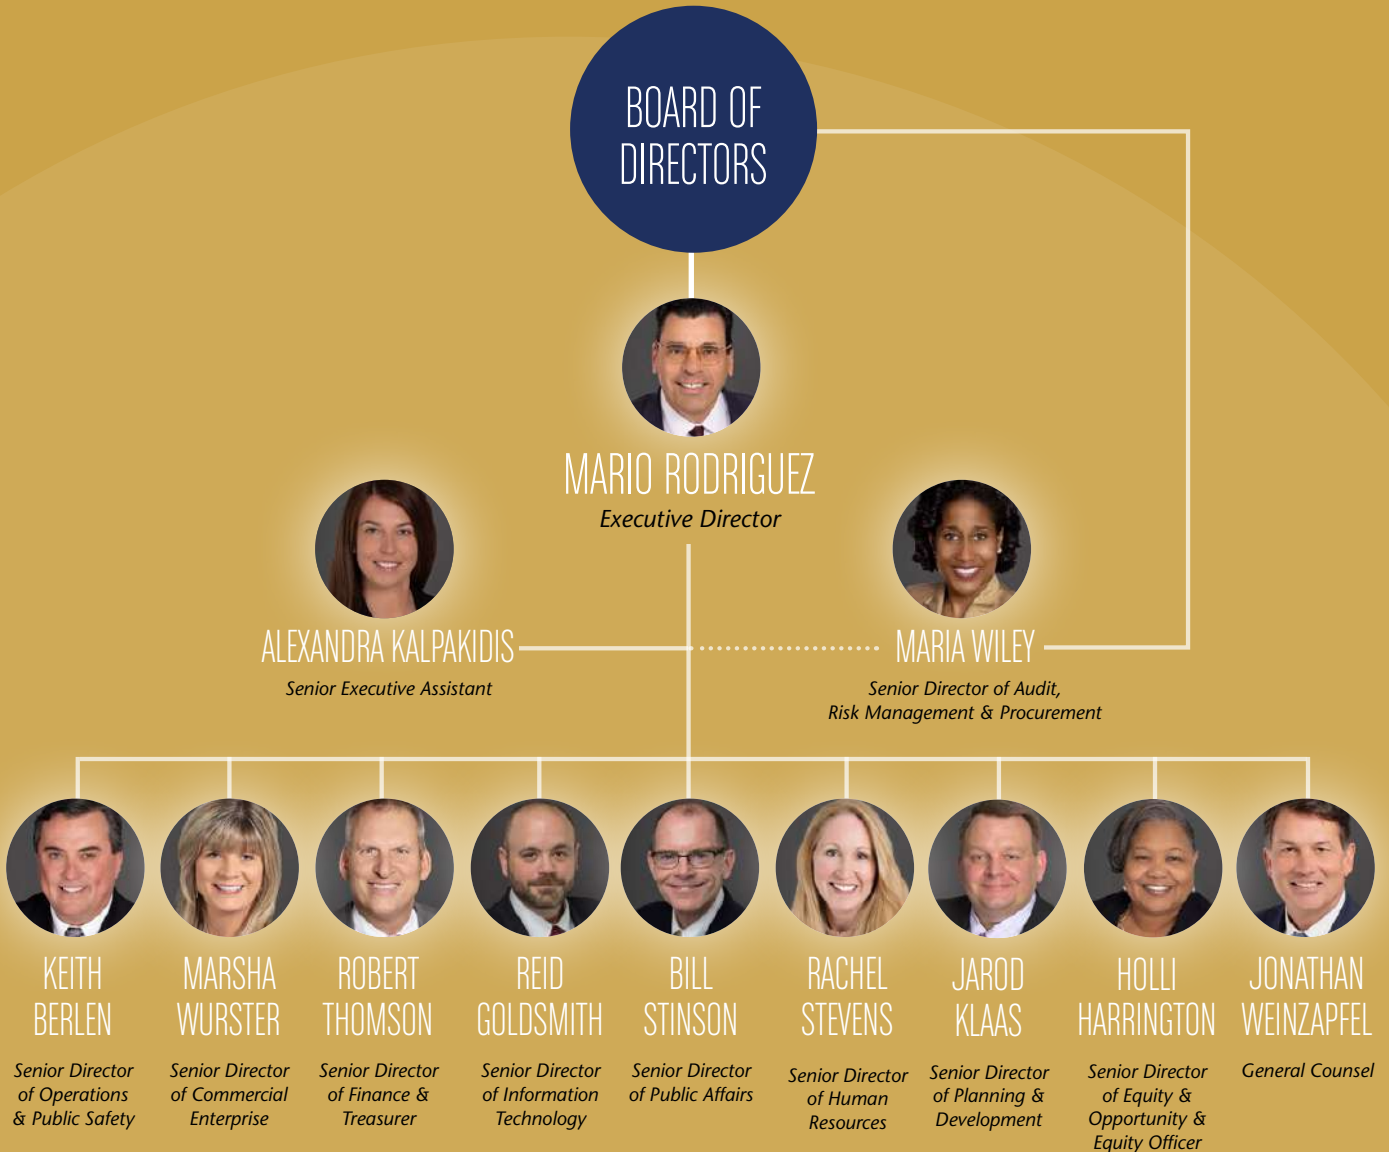 BOARD OF
DIRECTORS
MARIO RODRIGUEZ
Executive Director
ALEXANDRA KALPAKIDIS
Senior Executive Assistant
MARIA WILEY
Senior Director of Audit,
Risk Management & Procurement
KEITH
BERLEN
Senior Director
of Operations
& Public Safety
MARSHA
WURSTER
Senior Director
of Commercial
Enterprise
ROBERT
THOMSON
Senior Director
of Finance &
Treasurer
REID
GOLDSMITH
Senior Director
of Information
Technology
BILL
STINSON
Senior Director
of Public Affairs
RACHEL
STEVENS
Senior Director
of Human
Resources
JAROD
KLAAS
Senior Director
of Planning &
Development
HOLLI
HARRINGTON
Senior Director
of Equity &
Opportunity &
Equity Officer
JONATHAN
WEINZAPFEL
General Counsel